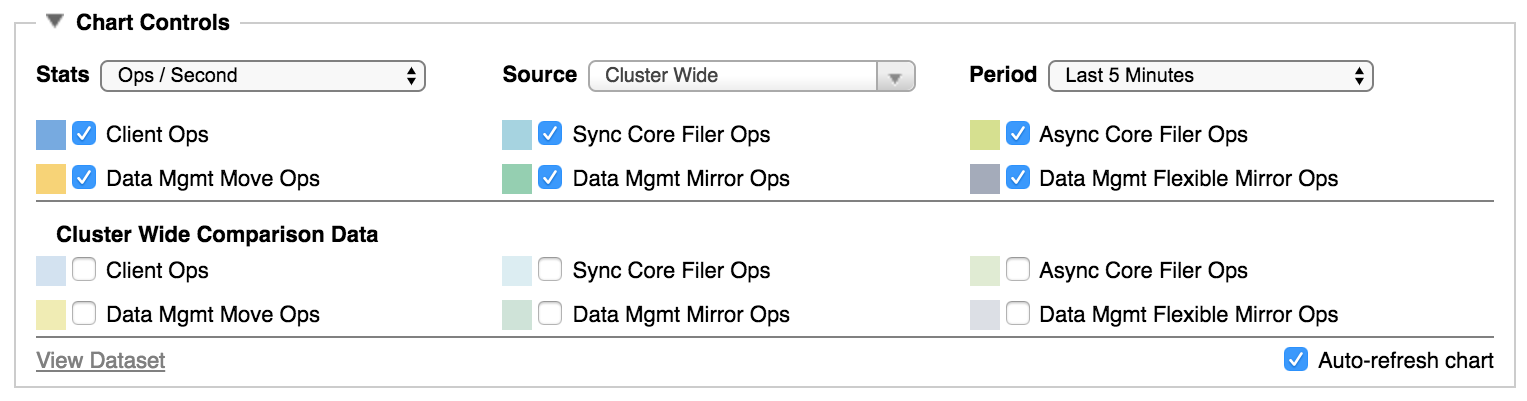 Chart Controls
Stats Ops / Second Source Cluster Wide Period Last 5 Minutes
Client Ops Sync Core Filer Ops Async Core Filer Ops
Data Mgmt Move Ops Data Mgmt Mirror Ops Data Mgmt Flexible Mirror Ops
Cluster Wide Comparison Data
Client Ops Sync Core Filer Ops Async Core Filer Ops
Data Mgmt Move Ops Data Mgmt Mirror Ops Data Mgmt Flexible Mirror Ops
View Dataset Auto-refresh chart